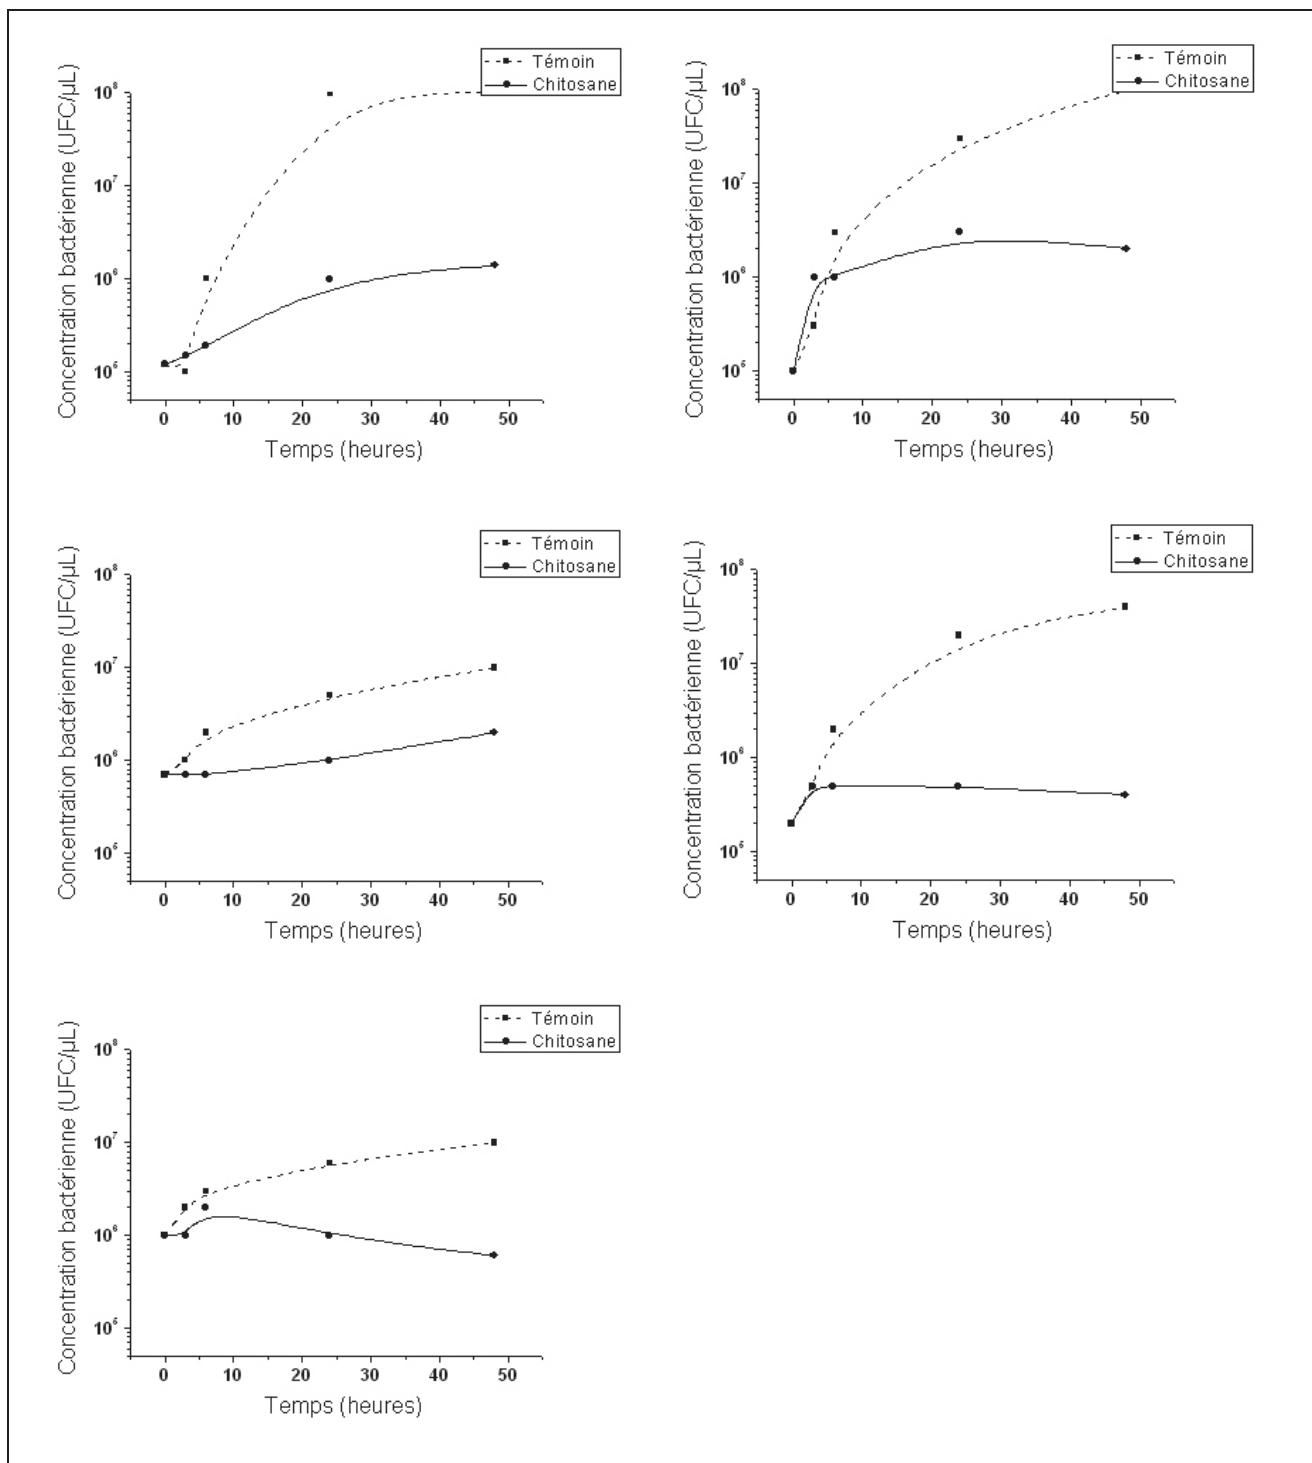 Témoin
Chitosane
Concentration bactérienne (UFC/µL)
10⁸
10⁷
10⁶
10⁵
0 10 20 30 40 50
Temps (heures)
Témoin
Chitosane
Concentration bactérienne (UFC/µL)
10⁸
10⁷
10⁶
10⁵
0 10 20 30 40 50
Temps (heures)
Témoin
Chitosane
Concentration bactérienne (UFC/µL)
10⁸
10⁷
10⁶
10⁵
0 10 20 30 40 50
Temps (heures)
Témoin
Chitosane
Concentration bactérienne (UFC/µL)
10⁸
10⁷
10⁶
10⁵
0 10 20 30 40 50
Temps (heures)
Témoin
Chitosane
Concentration bactérienne (UFC/µL)
10⁸
10⁷
10⁶
10⁵
0 10 20 30 40 50
Temps (heures)